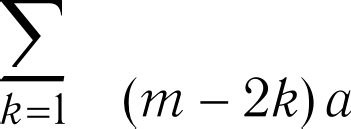 ∑
k=1 (m − 2k) a